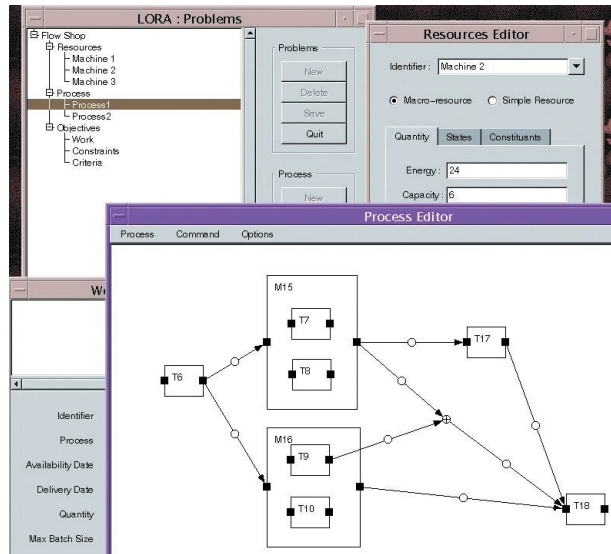 LORA : Problems
Flow Shop
Resources
Machine 1
Machine 2
Machine 3
Process
Process1
Process2
Objectives
Work
Constraints
Criteria
Problems
New
Delete
Save
Quit
Process
New
Resources Editor
Identifier : Machine 2
Macro-resource Simple Resource
Quantity States Constituants
Energy : 24
Capacity : 6
Process Editor
Process Command Options
M15
T7
T8
T17
T6
M16
T9
T10
T18
Identifier
Process
Availability Date
Delivery Date
Quantity
Max Batch Size